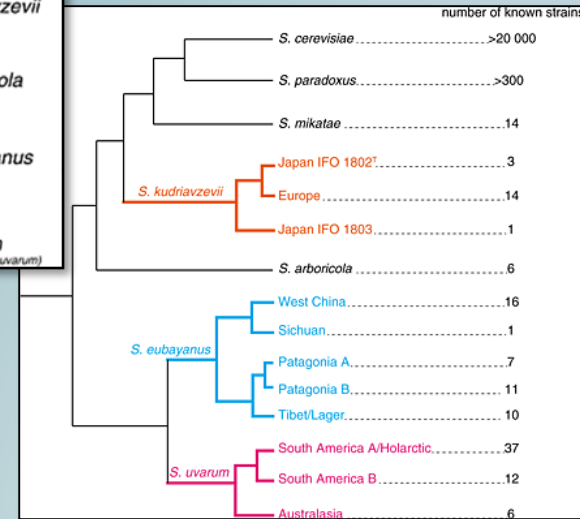 zevii
ola
anus
uvarum)
number of known strains
S. cerevisiae >20 000
S. paradoxus >300
S. mikatae 14
Japan IFO 1802ᵀ 3
S. kudriavzevii
Europe 14
Japan IFO 1803 1
S. arboricola 6
West China 16
Sichuan 1
S. eubayanus
Patagonia A 7
Patagonia B 11
Tibet/Lager 10
South America A/Holarctic 37
S. uvarum
South America B 12
Australasia 6